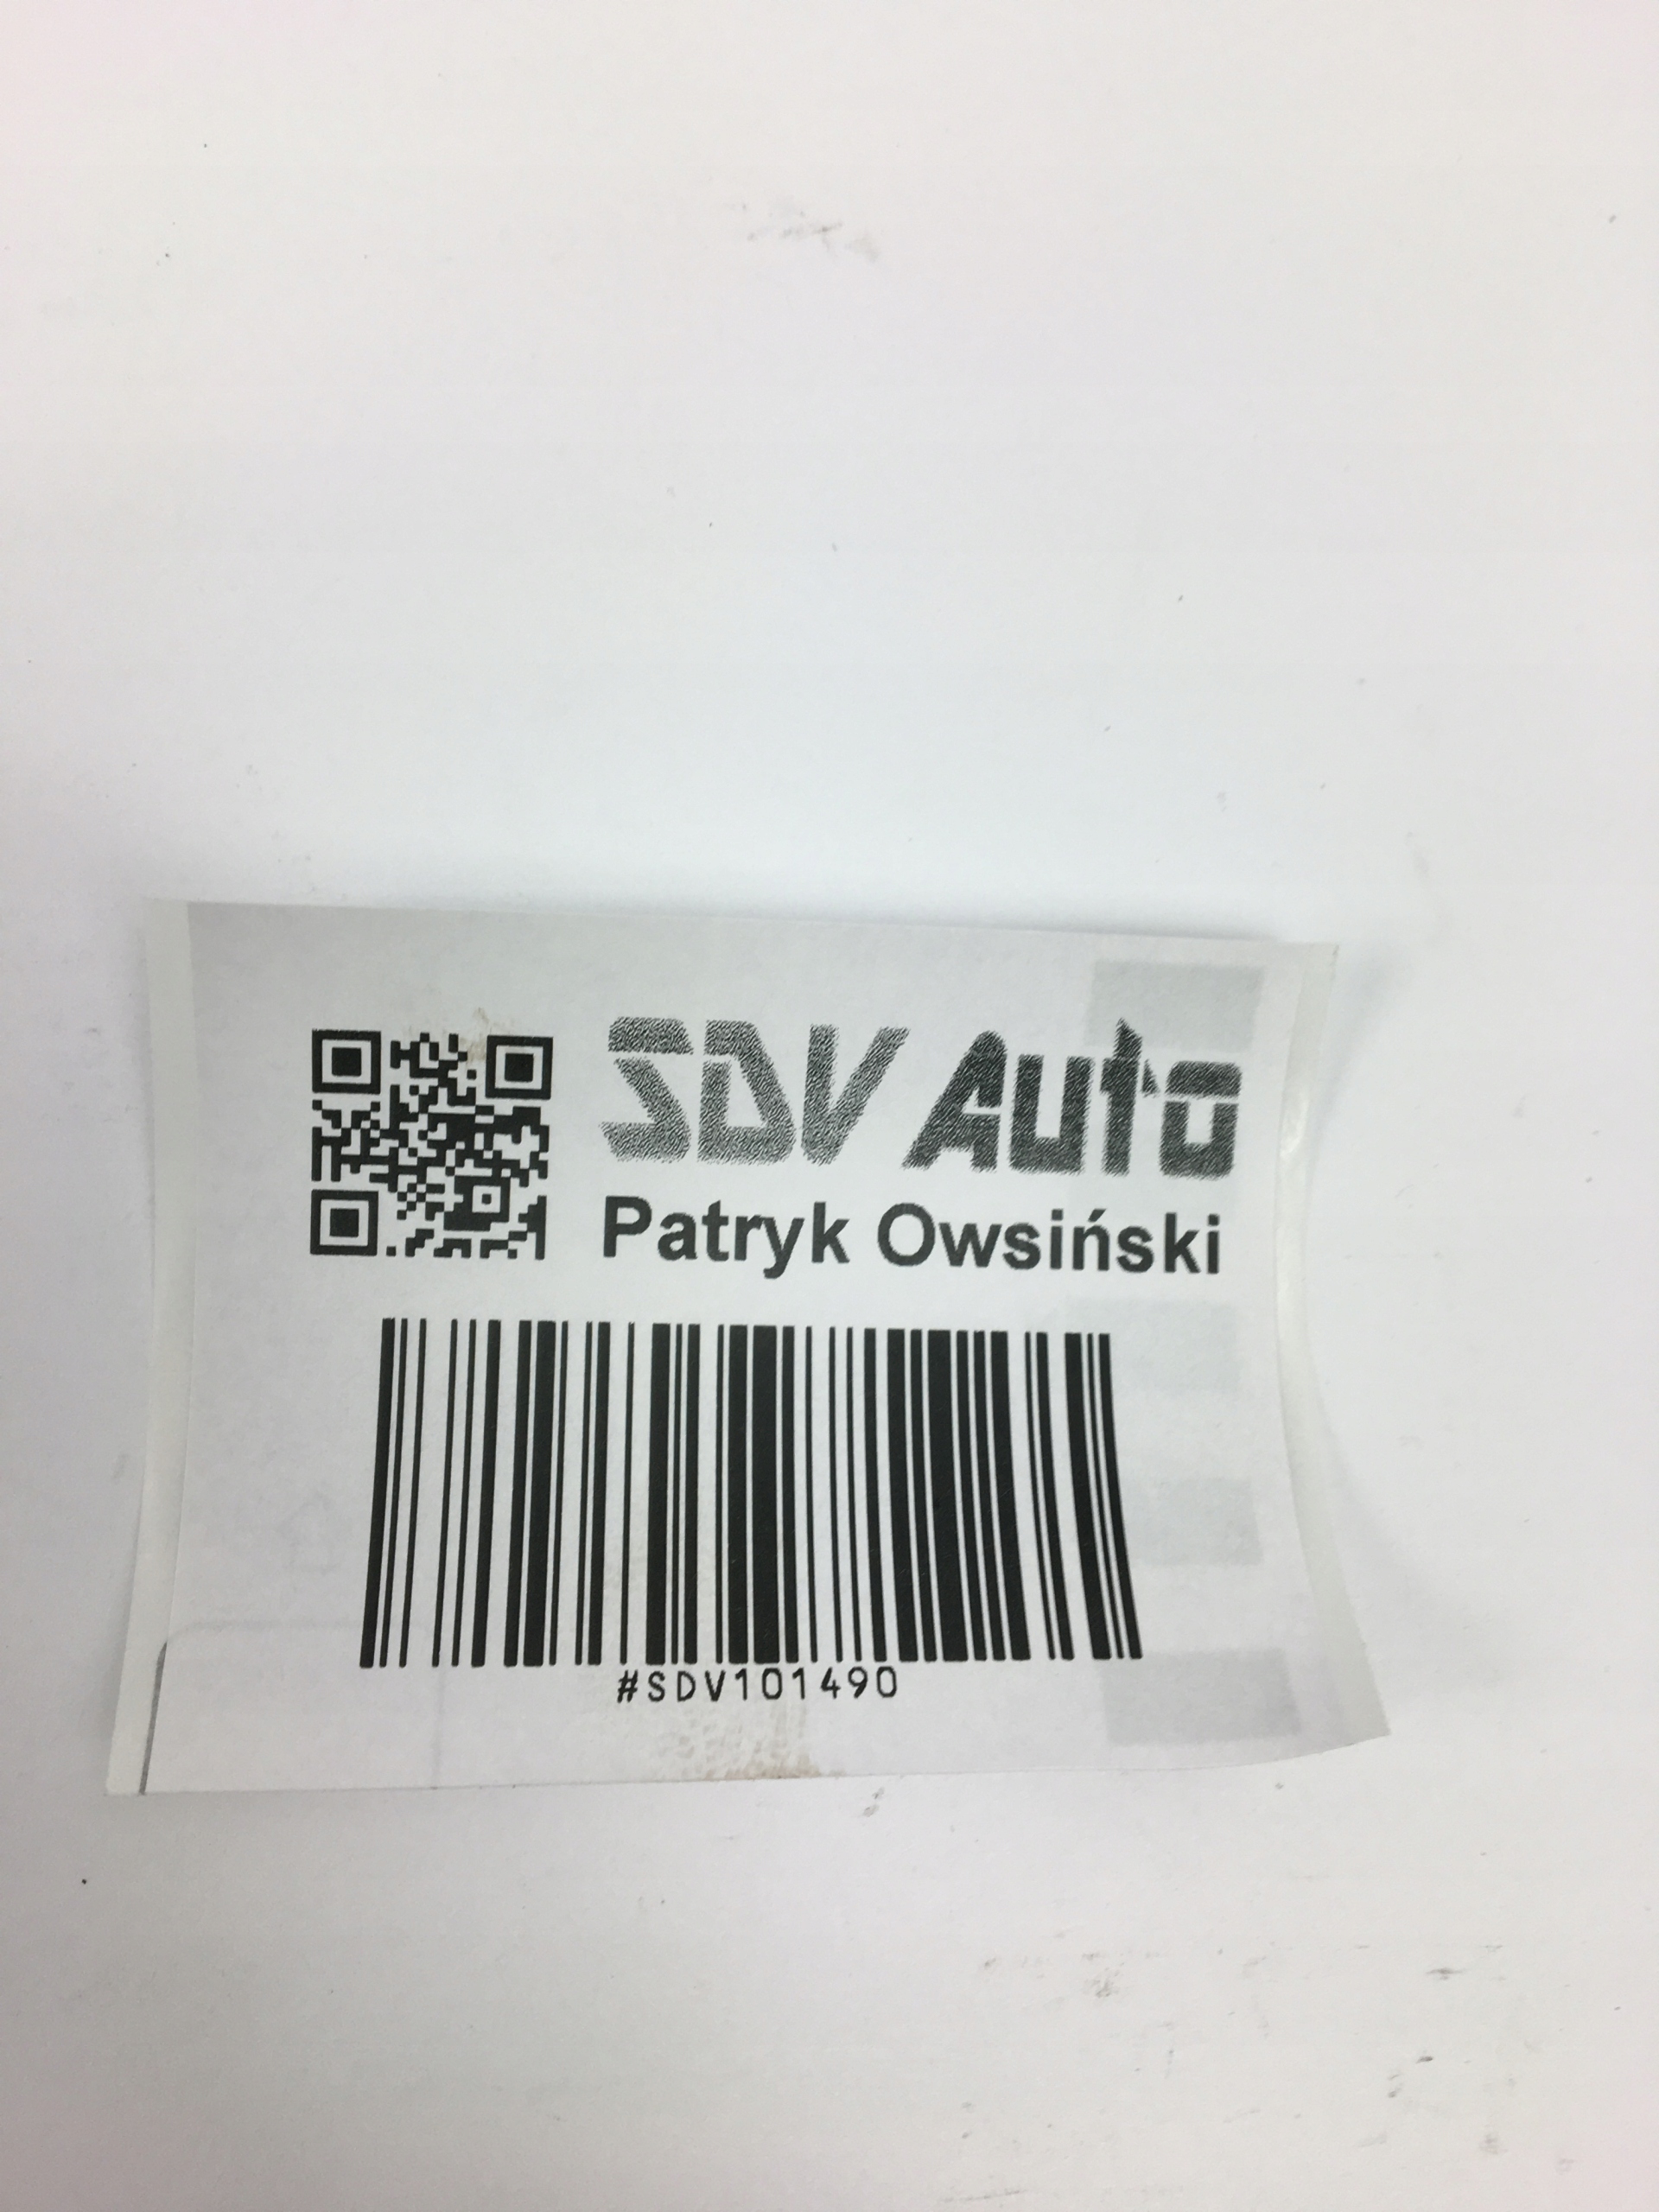 SDV Auto
Patryk Owsiński
#SDV101490